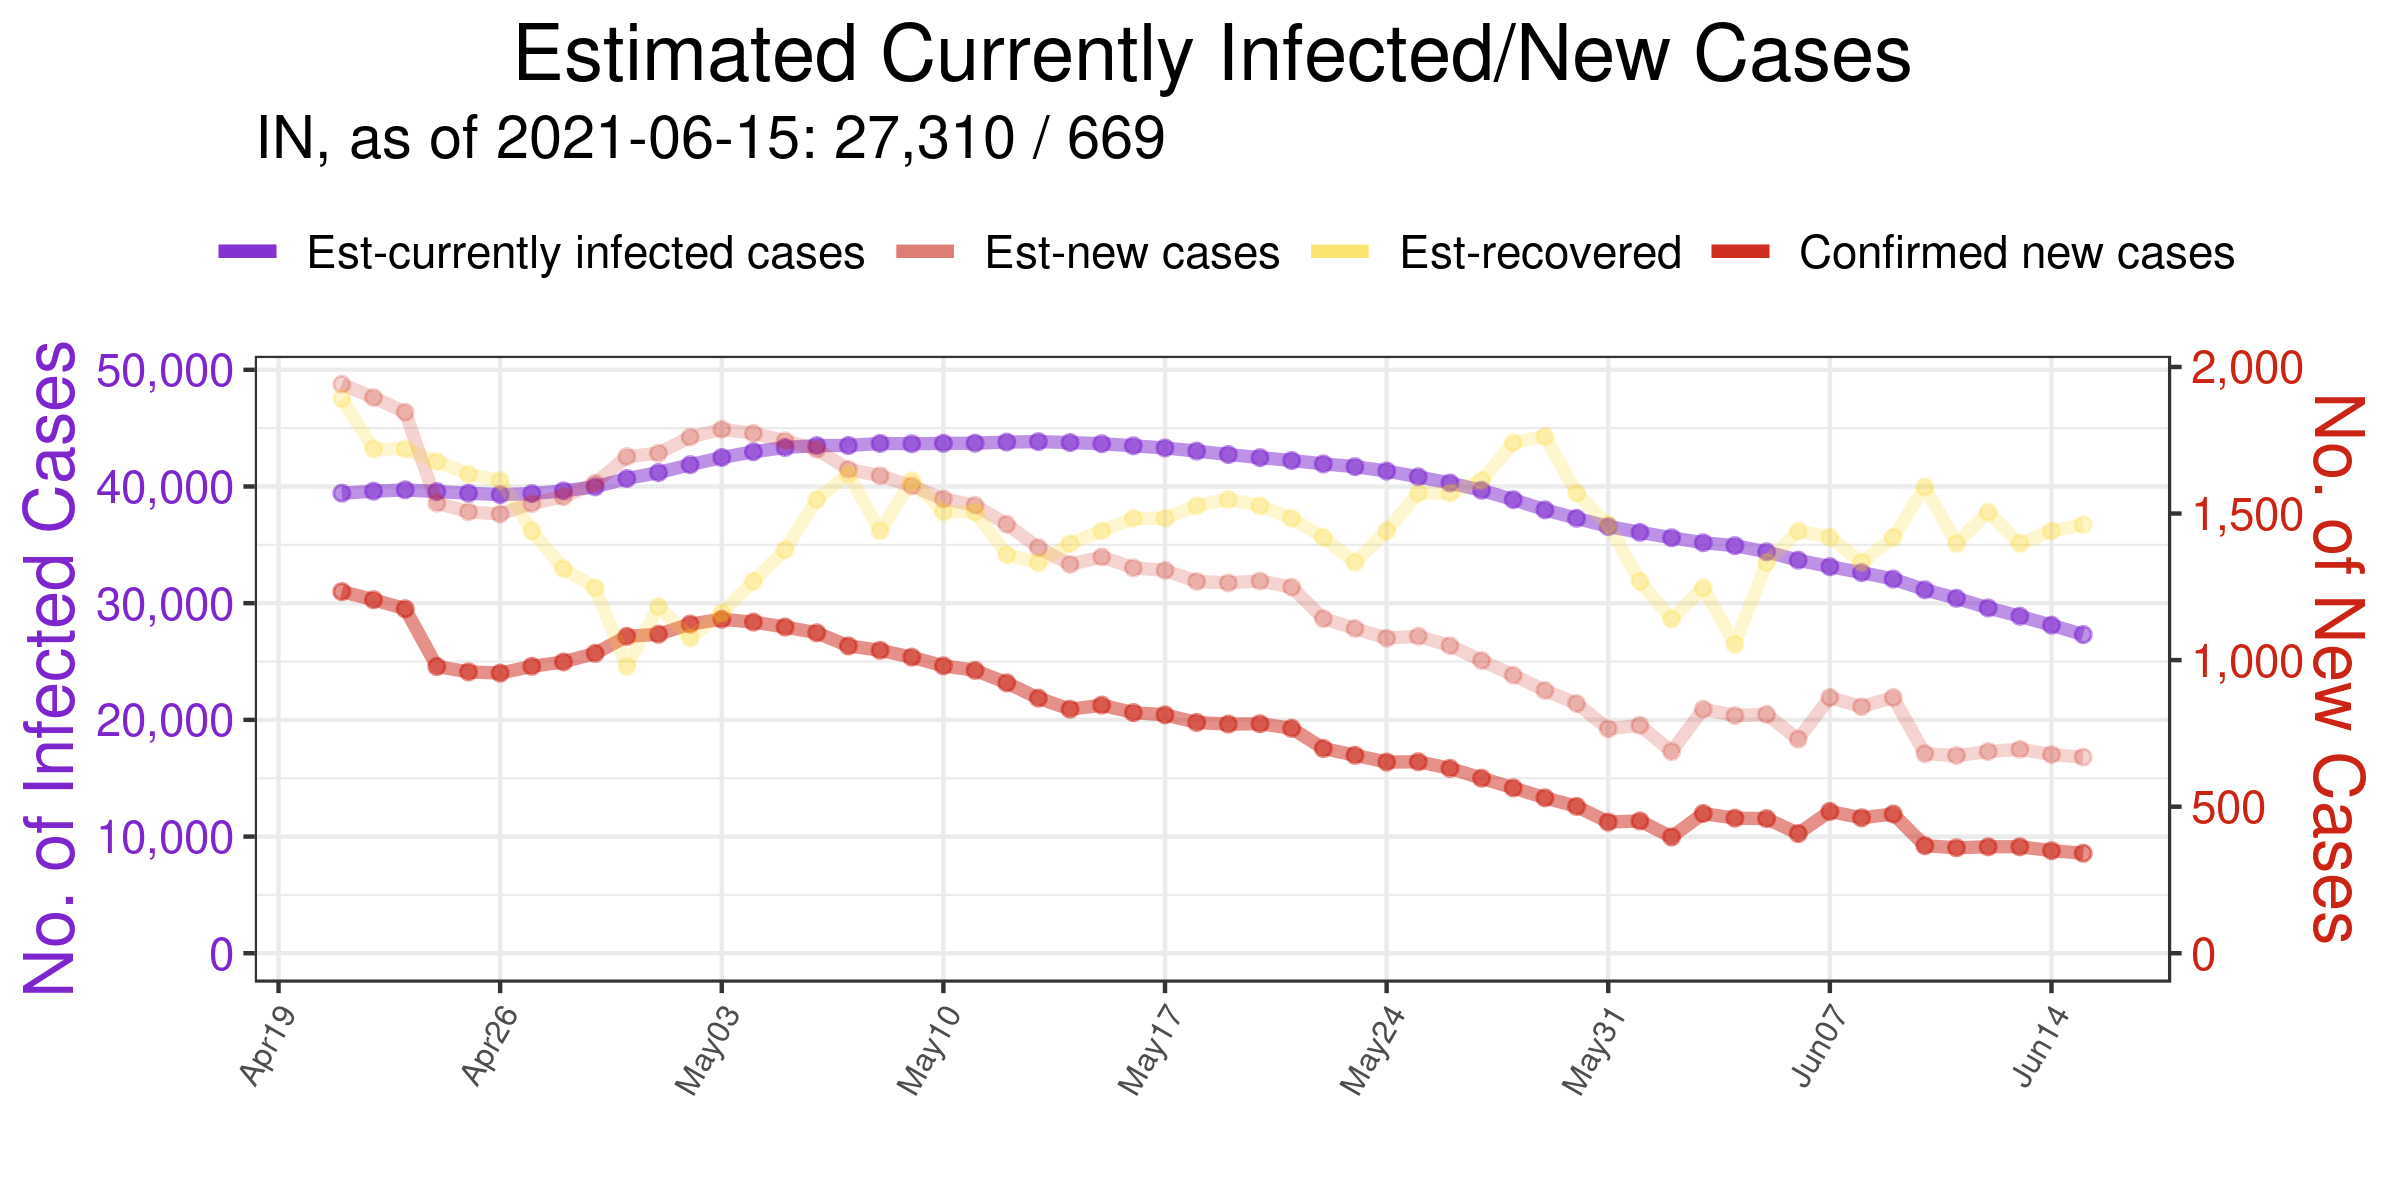 Estimated Currently Infected/New Cases
IN, as of 2021-06-15: 27,310 / 669
Est-currently infected cases Est-new cases Est-recovered Confirmed new cases
No. of Infected Cases
50,000
40,000
30,000
20,000
10,000
0
2,000
1,500
1,000
500
0
No. of New Cases
Apr19 Apr26 May03 May10 May17 May24 May31 Jun07 Jun14